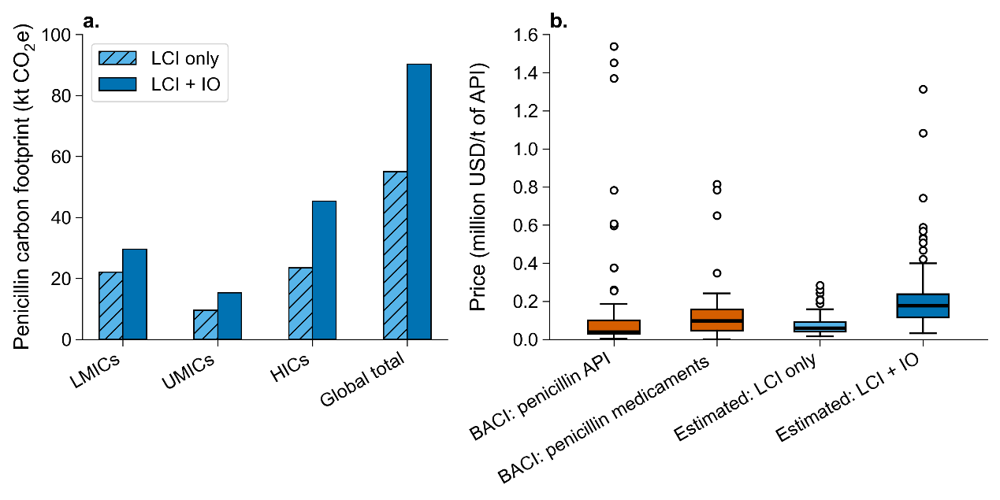 a.
Penicillin carbon footprint (kt CO₂e)
100
80
60
40
20
0
LCI only
LCI + IO
LMICs
UMICs
HICs
Global total
b.
Price (million USD/t of API)
1.6
1.4
1.2
1.0
0.8
0.6
0.4
0.2
0.0
BACI: penicillin API
BACI: penicillin medicaments
Estimated: LCI only
Estimated: LCI + IO